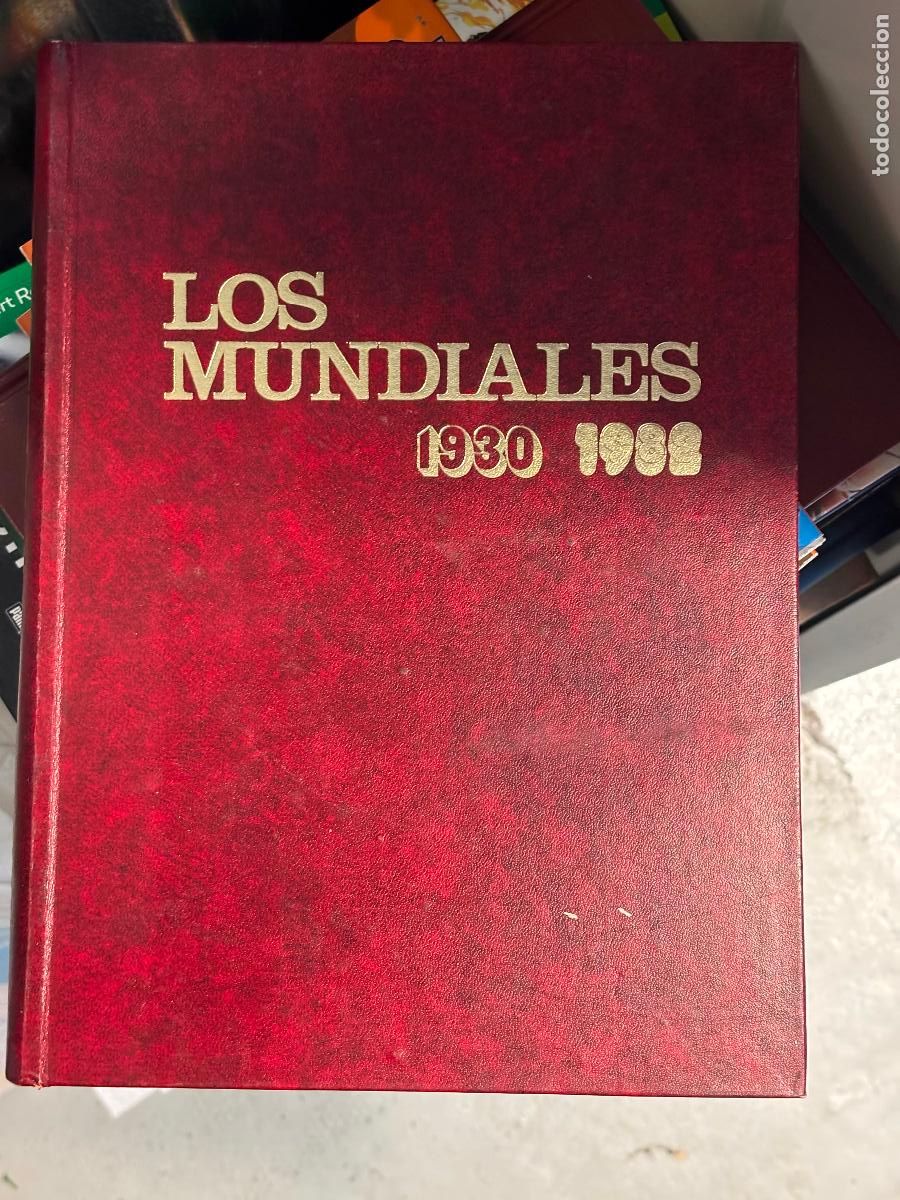 LOS
MUNDIALES
1930 1982
todocoleccion